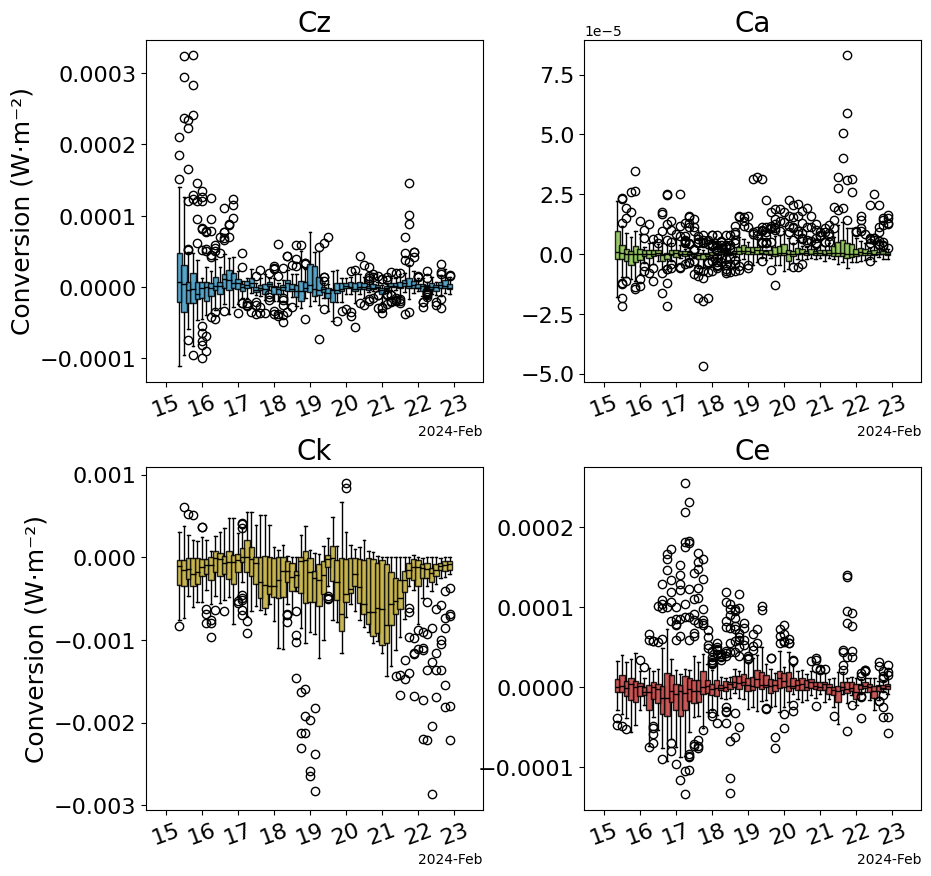 Cz
Conversion (W·m⁻²)
0.0003
0.0002
0.0001
0.0000
−0.0001
15 16 17 18 19 20 21 22 23
2024-Feb
Ca
1e−5
7.5
5.0
2.5
0.0
−2.5
−5.0
15 16 17 18 19 20 21 22 23
2024-Feb
Ck
Conversion (W·m⁻²)
0.001
0.000
−0.001
−0.002
−0.003
15 16 17 18 19 20 21 22 23
2024-Feb
Ce
0.0002
0.0001
0.0000
−0.0001
15 16 17 18 19 20 21 22 23
2024-Feb